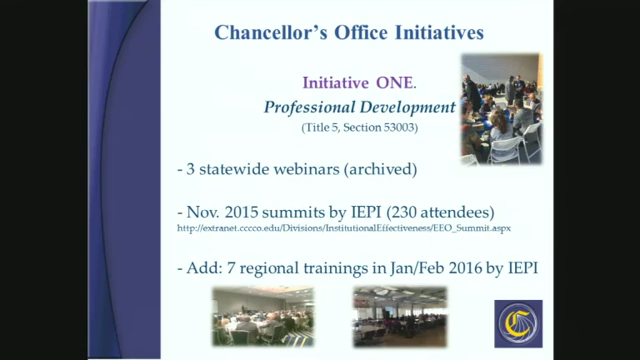 Chancellor's Office Initiatives
Initiative ONE.
Professional Development
(Title 5, Section 53003)
- 3 statewide webinars (archived)
- Nov. 2015 summits by IEPI (230 attendees)
http://extranet.cccco.edu/Divisions/InstitutionalEffectiveness/EEO_Summit.aspx
- Add: 7 regional trainings in Jan/Feb 2016 by IEPI